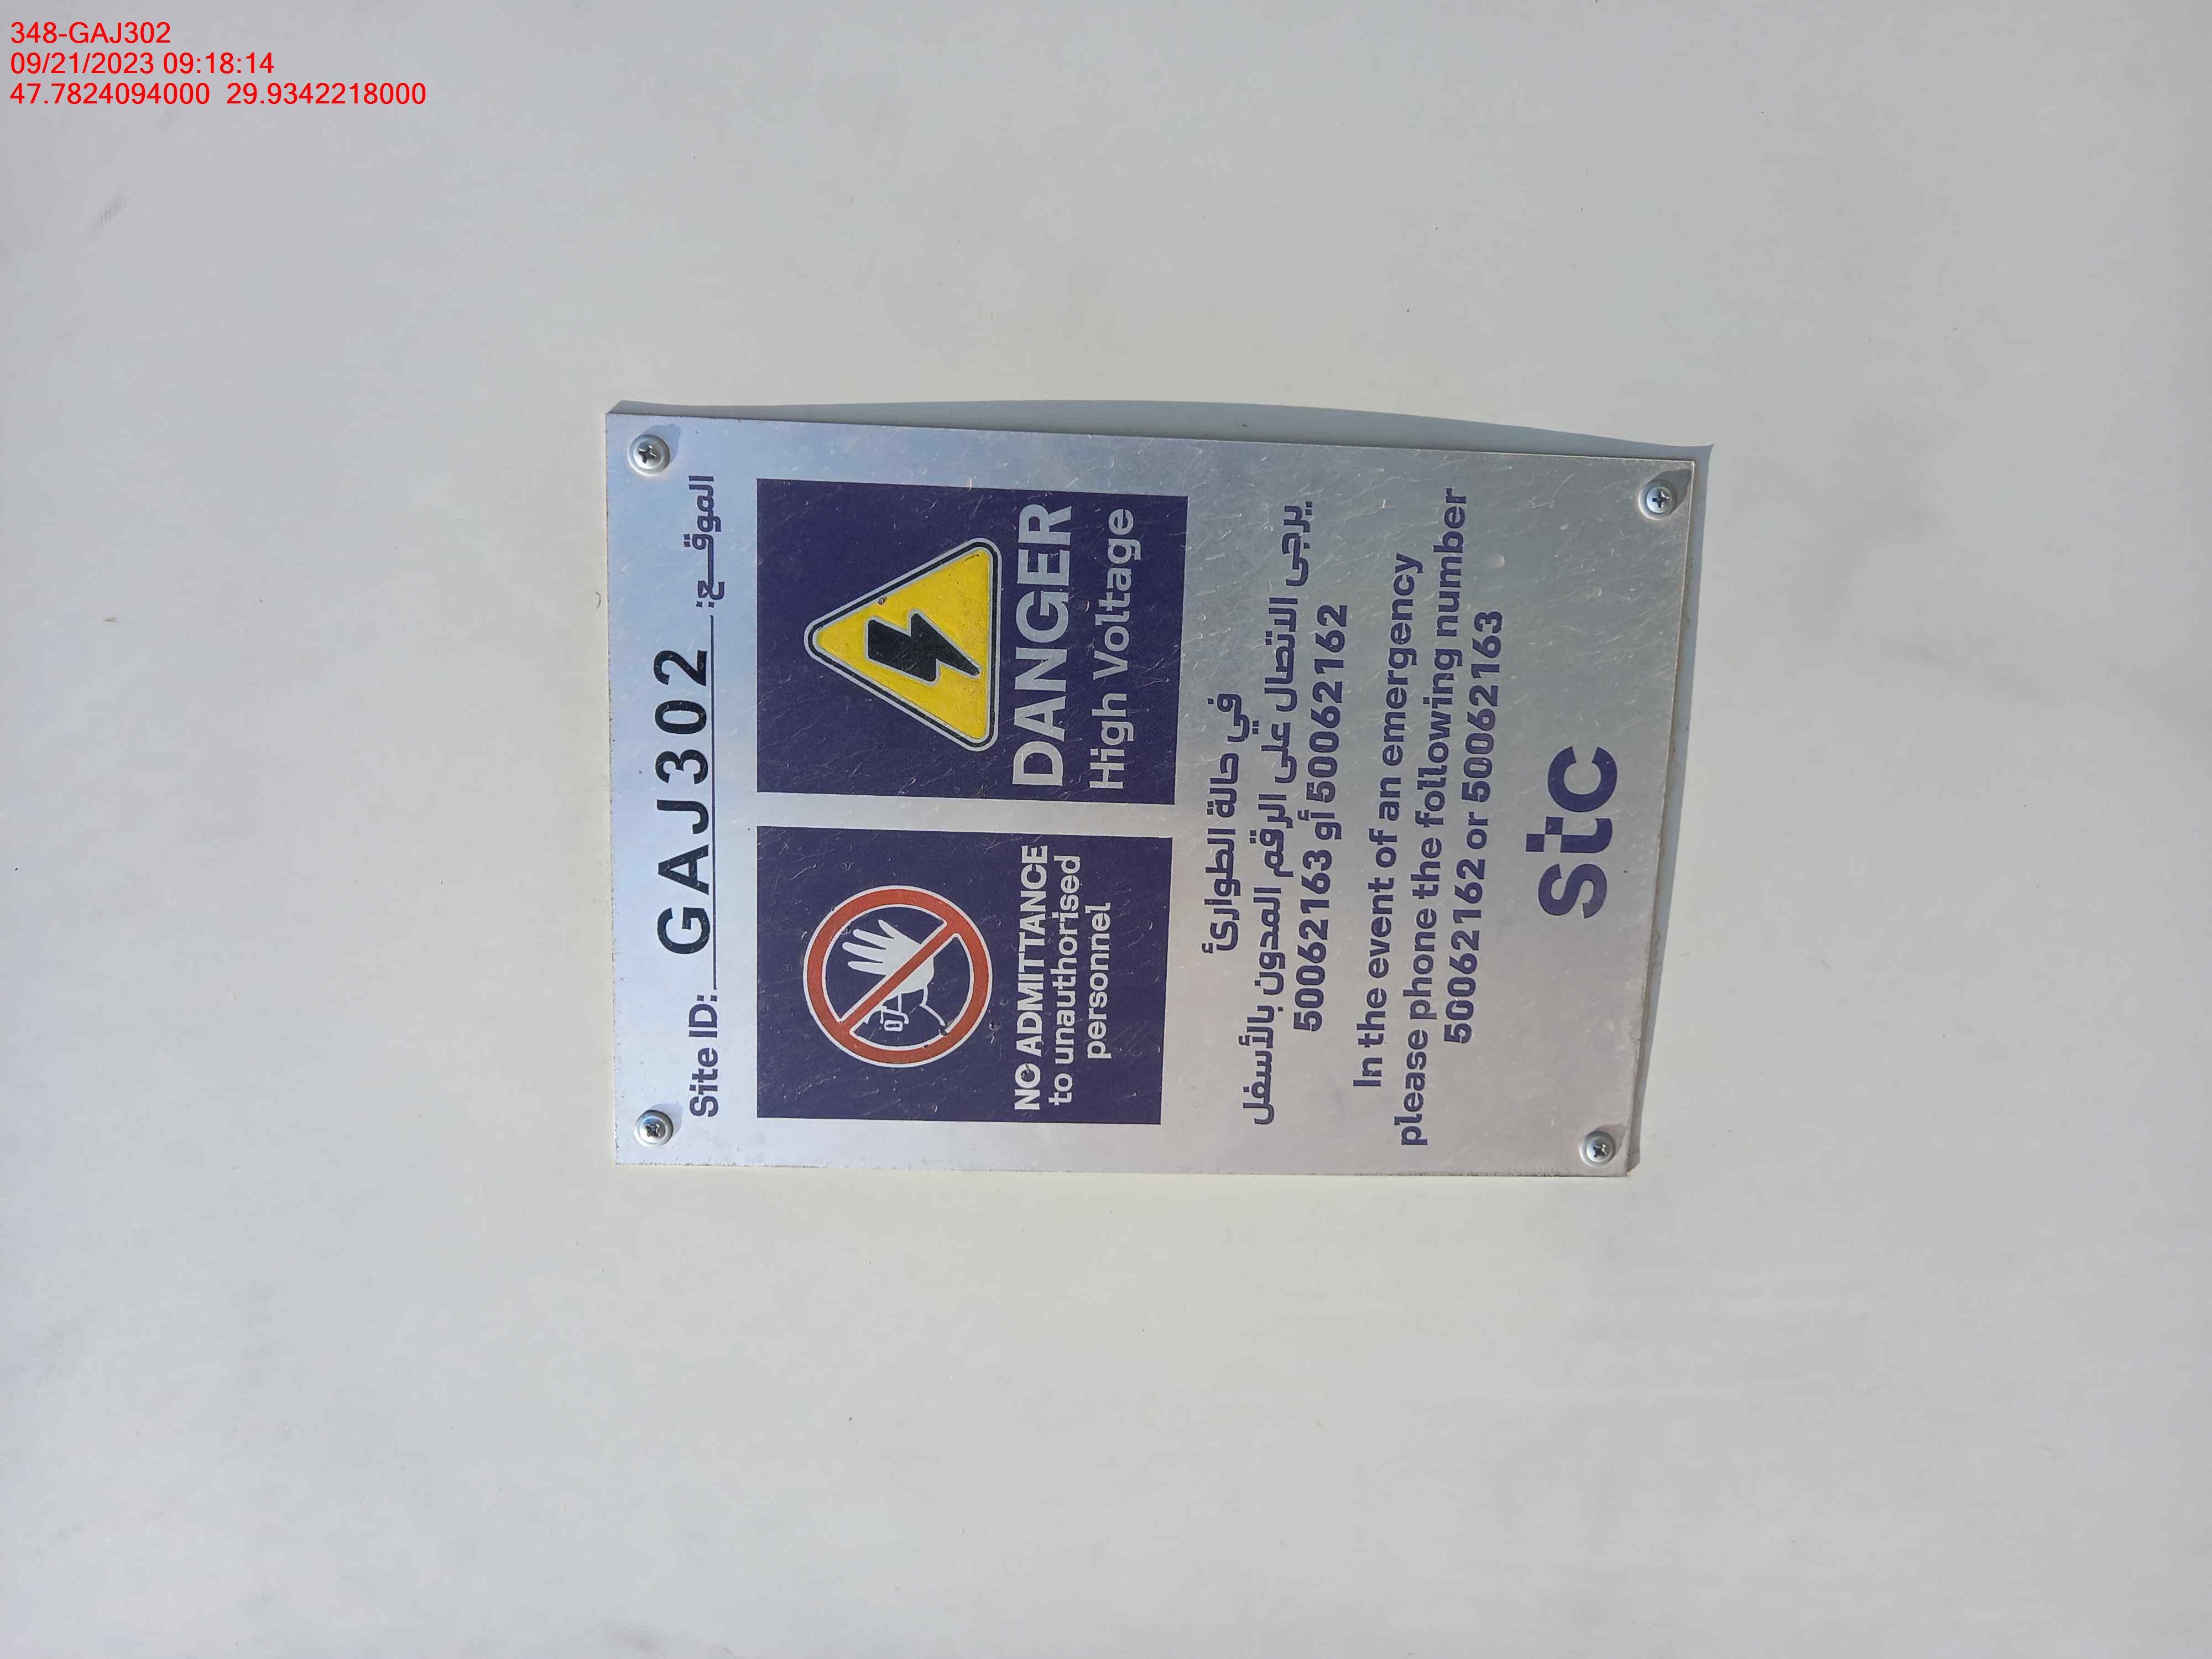 348-GAJ302
09/21/2023 09:18:14
47.7824094000 29.9342218000
Site ID: GAJ302 الموقع:
NO ADMITTANCE
to unauthorised
personnel
DANGER
High Voltage
في حالة الطوارئ
يرجى الاتصال على الرقم المدون بالأسفل
50062162 أو 50062163
In the event of an emergency
please phone the following number
50062162 or 50062163
stc